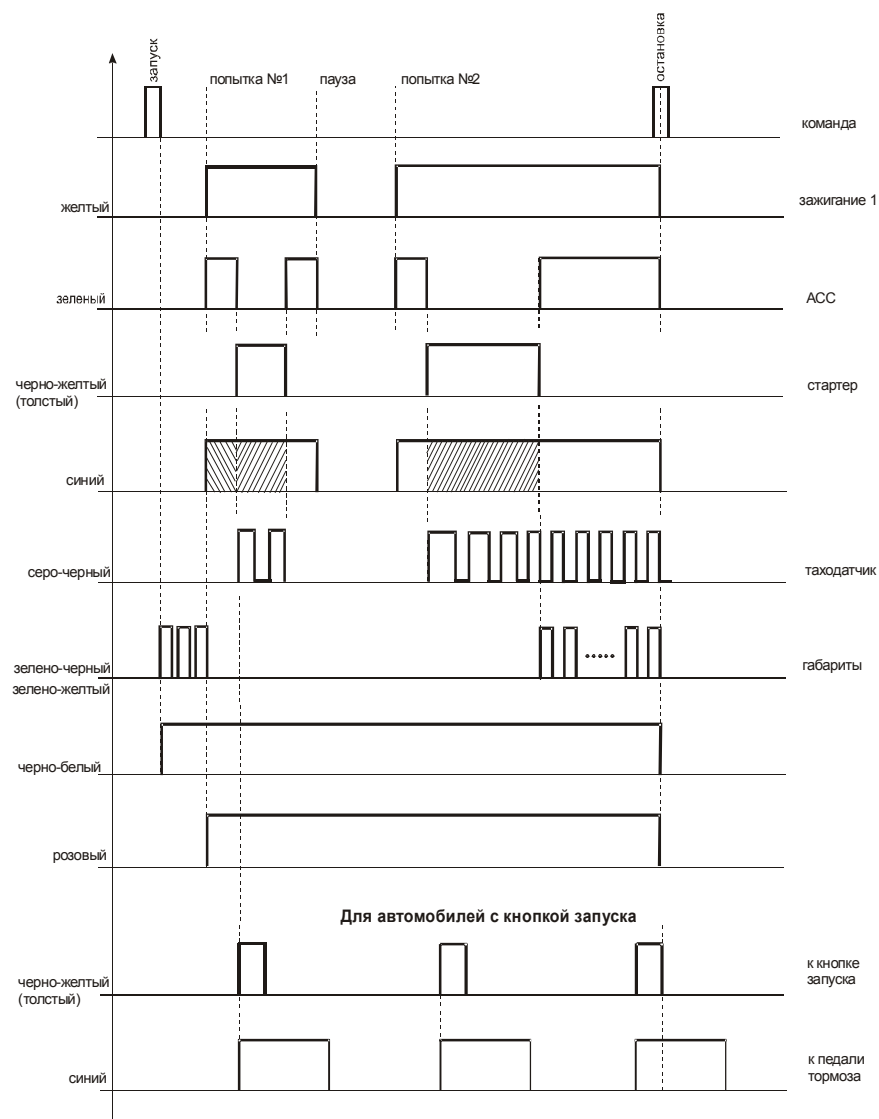 запуск
остановка
попытка №1
пауза
попытка №2
команда
желтый
зажигание 1
зеленый
АСС
черно-желтый
(толстый)
стартер
синий
серо-черный
таходатчик
зелено-черный
зелено-желтый
габариты
черно-белый
розовый
Для автомобилей с кнопкой запуска
черно-желтый
(толстый)
к кнопке
запуска
синий
к педали
тормоза